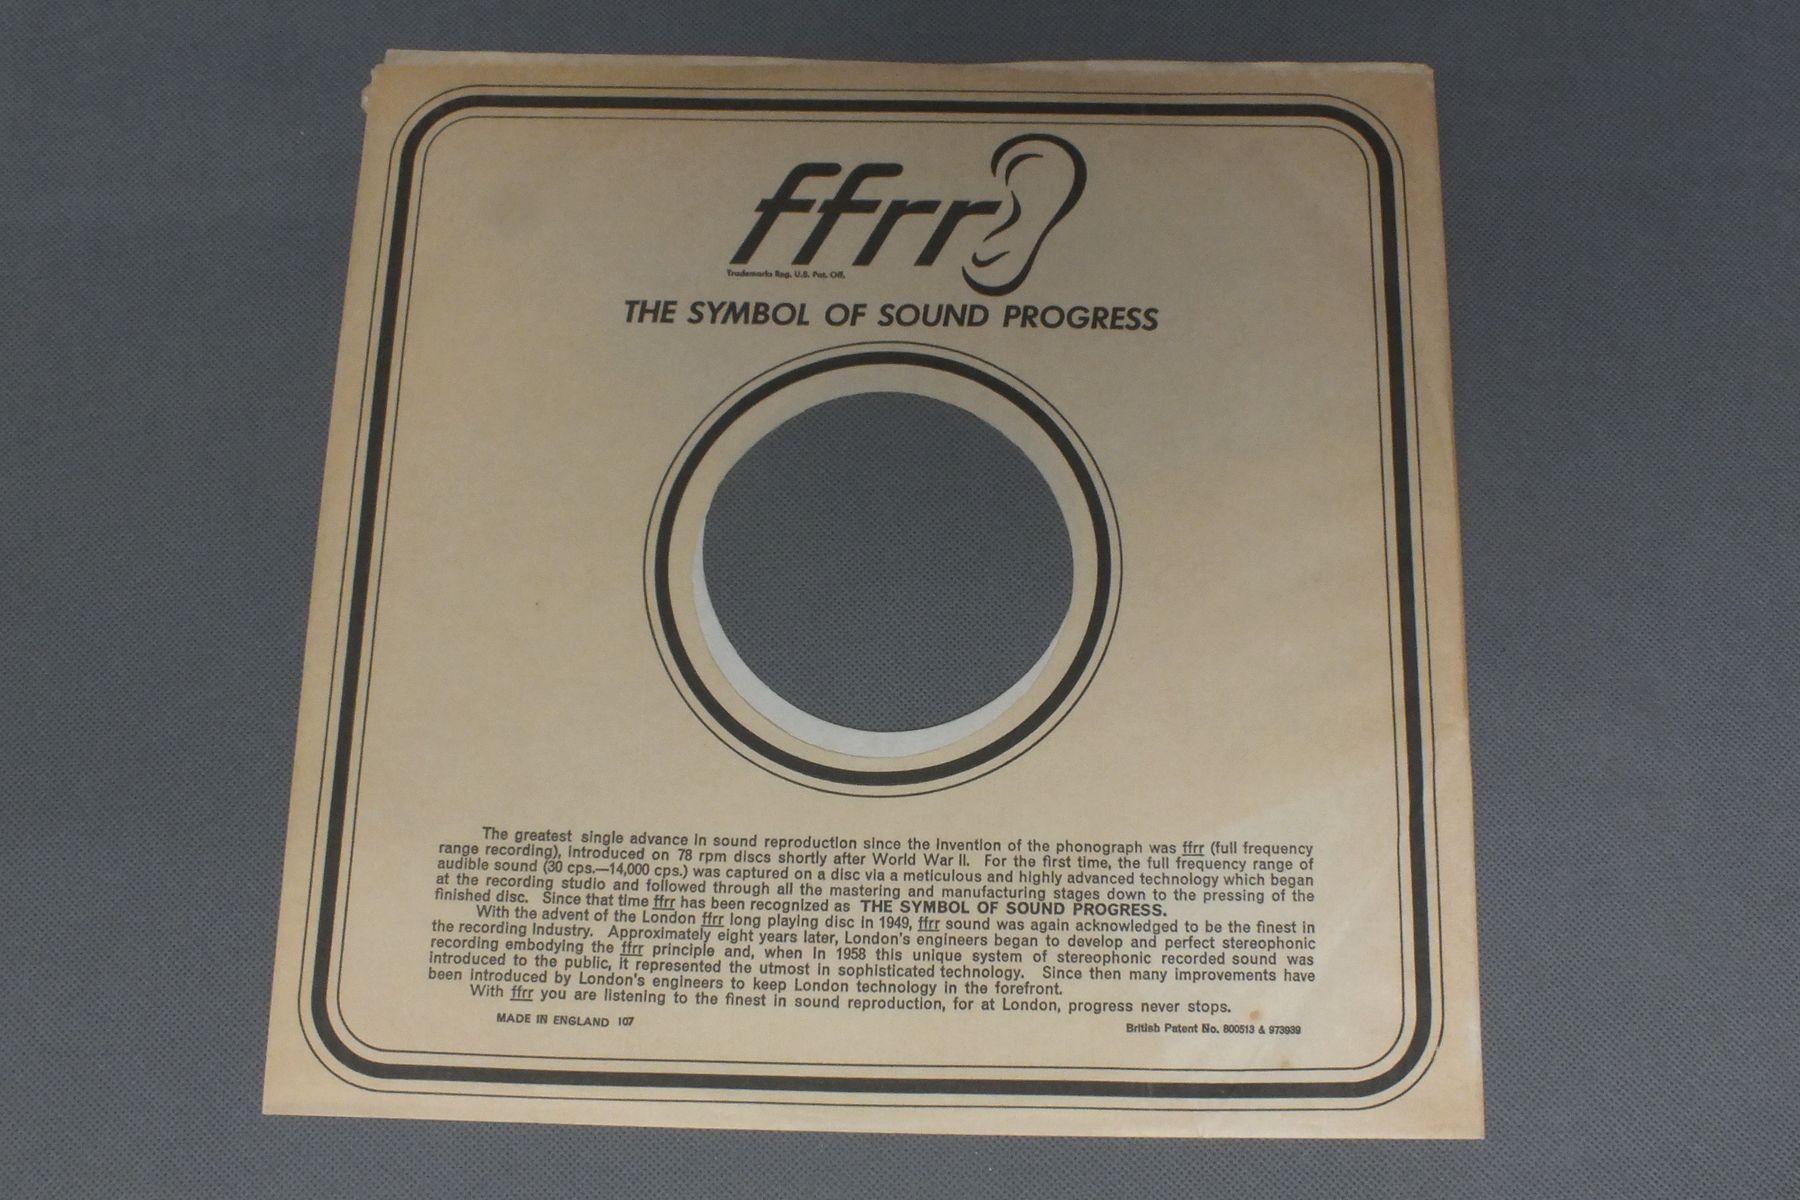 ffrr
Trademarks Reg. U.S. Pat. Off.
THE SYMBOL OF SOUND PROGRESS
The greatest single advance in sound reproduction since the invention of the phonograph was ffrr (full frequency
range recording), introduced on 78 rpm discs shortly after World War II. For the first time, the full frequency range of
audible sound (30 cps.—14,000 cps.) was captured on a disc via a meticulous and highly advanced technology which began
at the recording studio and followed through all the mastering and manufacturing stages down to the pressing of the
finished disc. Since that time ffrr has been recognized as THE SYMBOL OF SOUND PROGRESS.
With the advent of the London ffrr long playing disc in 1949, ffrr sound was again acknowledged to be the finest in
the recording industry. Approximately eight years later, London's engineers began to develop and perfect stereophonic
recording embodying the ffrr principle and, when in 1958 this unique system of stereophonic recorded sound was
introduced to the public, it represented the utmost in sophisticated technology. Since then many improvements have
been introduced by London's engineers to keep London technology in the forefront.
With ffrr you are listening to the finest in sound reproduction, for at London, progress never stops.
MADE IN ENGLAND 107
British Patent No. 800513 & 973939